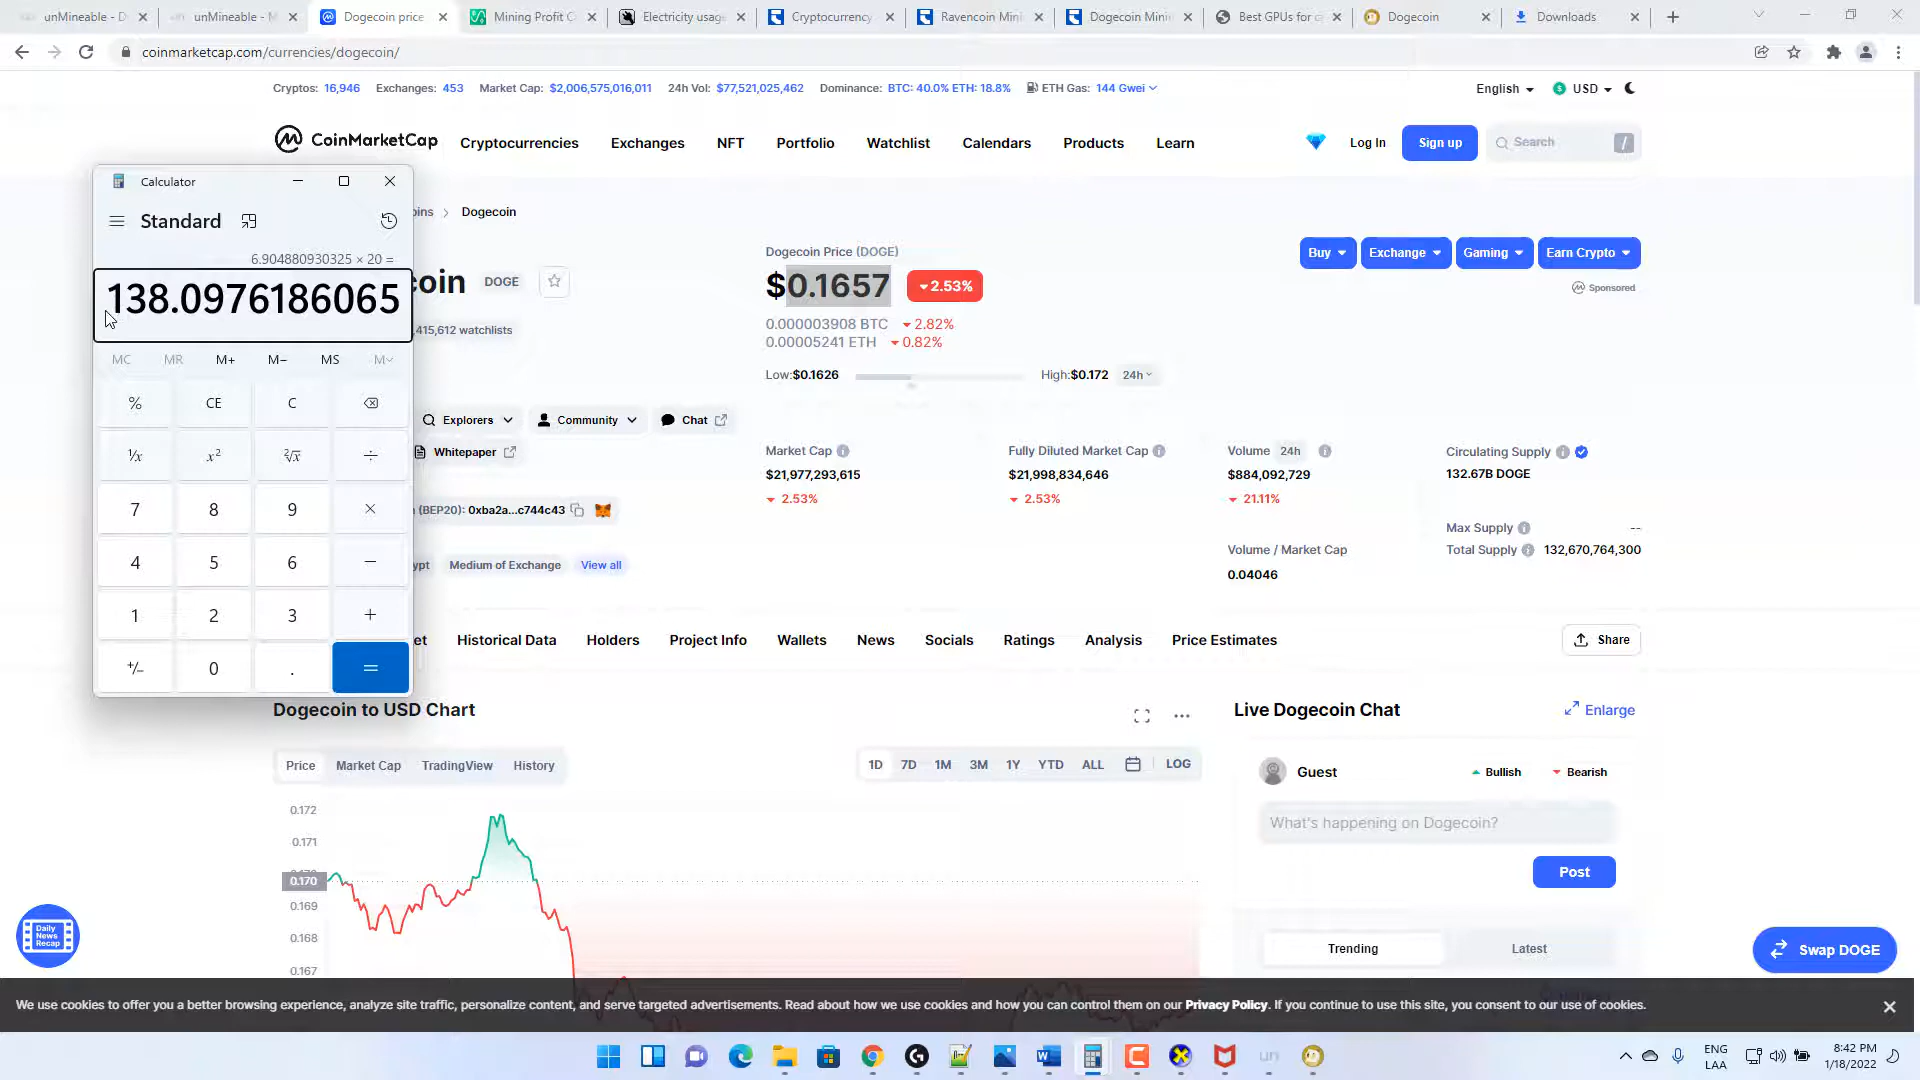 unMineable - D
unMineable - M
Dogecoin price
Mining Profit C
Electricity usag
Cryptocurrency
Ravencoin Mini
Dogecoin Minin
Best GPUs for c
Dogecoin
Downloads
coinmarketcap.com/currencies/dogecoin/
Cryptos: 16,946 Exchanges: 453 Market Cap: $2,006,575,016,011 24h Vol: $77,521,025,462 Dominance: BTC: 40.0% ETH: 18.8% ETH Gas: 144 Gwei
English USD
CoinMarketCap Cryptocurrencies Exchanges NFT Portfolio Watchlist Calendars Products Learn
Log In Sign up Search /
Calculator
Standard
6.904880930325 × 20 =
138.0976186065
MC MR M+ M− MS M
% CE C
¹/x x² ²√x ÷
7 8 9 ×
4 5 6 −
1 2 3 +
+/− 0 . =
oins Dogecoin
coin DOGE
415,612 watchlists
Explorers Community Chat
Whitepaper
(BEP20): 0xba2a...c744c43
ypt Medium of Exchange View all
Dogecoin Price (DOGE)
$0.1657 2.53%
0.000003908 BTC 2.82%
0.00005241 ETH 0.82%
Low:$0.1626 High:$0.172 24h
Buy Exchange Gaming Earn Crypto
Sponsored
Market Cap
$21,977,293,615
2.53%
Fully Diluted Market Cap
$21,998,834,646
2.53%
Volume 24h
$884,092,729
21.11%
Volume / Market Cap
0.04046
Circulating Supply
132.67B DOGE
Max Supply --
Total Supply 132,670,764,300
et Historical Data Holders Project Info Wallets News Socials Ratings Analysis Price Estimates
Share
Dogecoin to USD Chart
Price Market Cap TradingView History
1D 7D 1M 3M 1Y YTD ALL LOG
0.172
0.171
0.170
0.169
0.168
0.167
Live Dogecoin Chat Enlarge
Guest Bullish Bearish
What's happening on Dogecoin?
Post
Trending Latest
Daily
News
Recap
Swap DOGE
We use cookies to offer you a better browsing experience, analyze site traffic, personalize content, and serve targeted advertisements. Read about how we use cookies and how you can control them on our Privacy Policy. If you continue to use this site, you consent to our use of cookies.
un
ENG
LAA
8:42 PM
1/18/2022